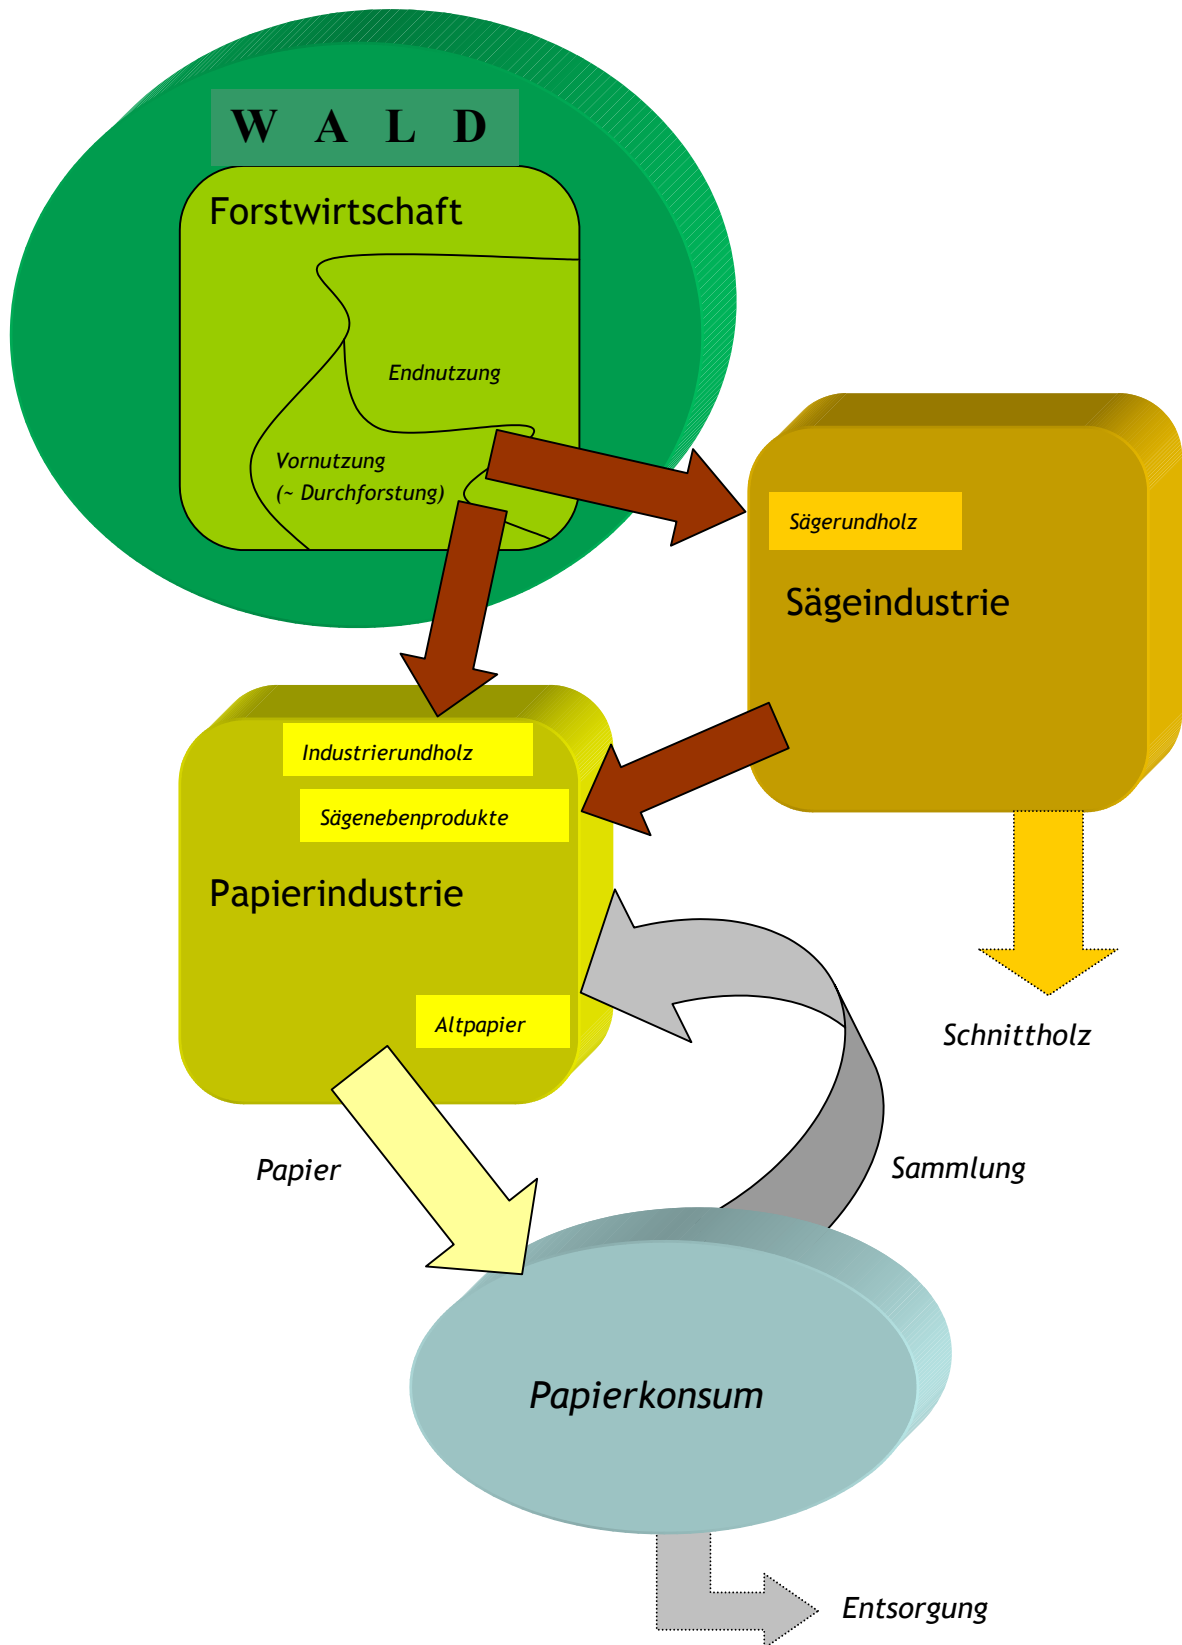 W A L D
Forstwirtschaft
Endnutzung
Vornutzung
(~ Durchforstung)
Sägerundholz
Sägeindustrie
Industrierundholz
Sägenebenprodukte
Papierindustrie
Altpapier
Schnittholz
Papier
Sammlung
Papierkonsum
Entsorgung